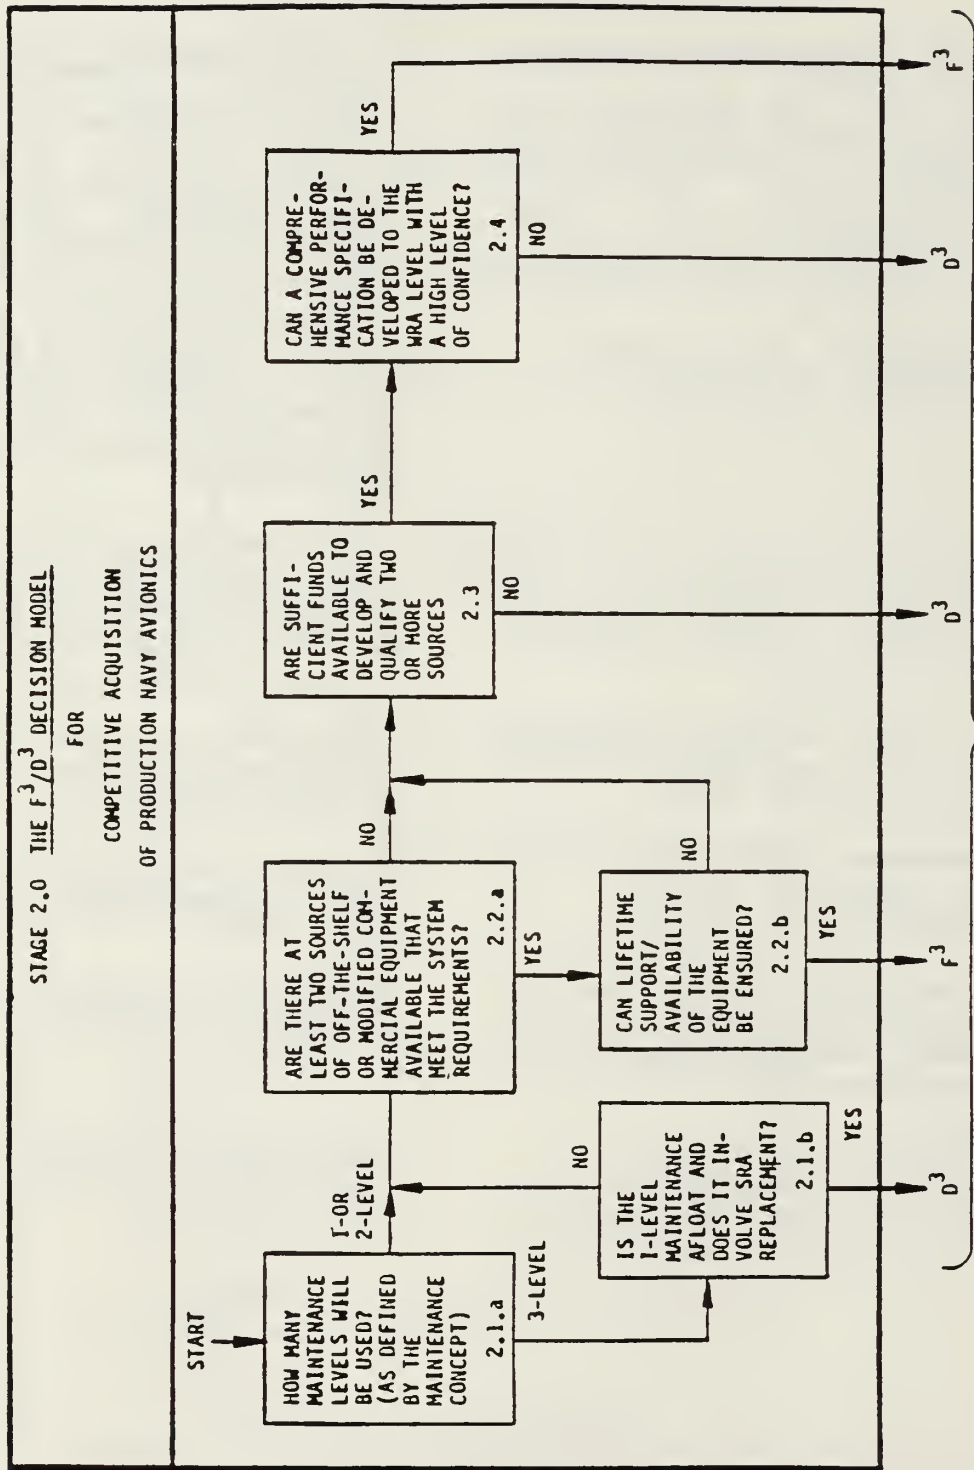 STAGE 2.0 THE F³/D³ DECISION MODEL
FOR
COMPETITIVE ACQUISITION
OF PRODUCTION NAVY AVIONICS
START
HOW MANY
MAINTENANCE
LEVELS WILL
BE USED?
(AS DEFINED
BY THE
MAINTENANCE
CONCEPT)
2.1.a
1-OR
2-LEVEL
3-LEVEL
IS THE
I-LEVEL
MAINTENANCE
AFLOAT AND
DOES IT IN-
VOLVE SRA
REPLACEMENT?
2.1.b
NO
YES
D³
ARE THERE AT
LEAST TWO SOURCES
OF OFF-THE-SHELF
OR MODIFIED COM-
MERCIAL EQUIPMENT
AVAILABLE THAT
MEET THE SYSTEM
REQUIREMENTS?
2.2.a
NO
YES
CAN LIFETIME
SUPPORT/
AVAILABILITY
OF THE
EQUIPMENT
BE ENSURED?
2.2.b
NO
YES
F³
ARE SUFFI-
CIENT FUNDS
AVAILABLE TO
DEVELOP AND
QUALIFY TWO
OR MORE
SOURCES
2.3
YES
NO
D³
CAN A COMPRE-
HENSIVE PERFOR-
MANCE SPECIFI-
CATION BE DE-
VELOPED TO THE
WRA LEVEL WITH
A HIGH LEVEL
OF CONFIDENCE?
2.4
YES
NO
D³
F³